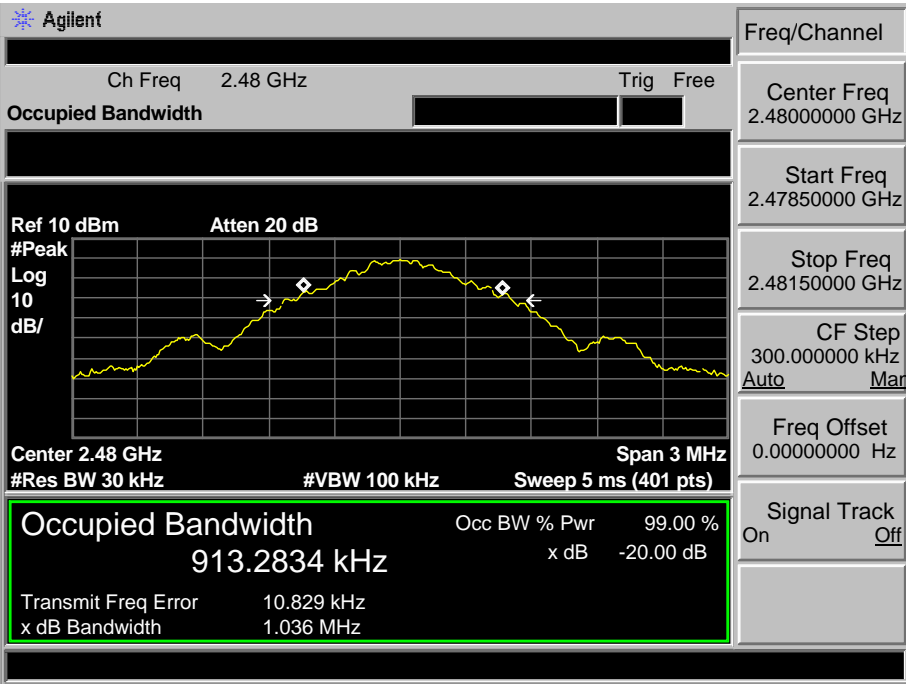 Agilent
Freq/Channel
Ch Freq 2.48 GHz Trig Free
Occupied Bandwidth
Center Freq
2.48000000 GHz
Start Freq
2.47850000 GHz
Stop Freq
2.48150000 GHz
CF Step
300.000000 kHz
Auto Mar
Freq Offset
0.00000000 Hz
Signal Track
On Off
Ref 10 dBm Atten 20 dB
#Peak
Log
10
dB/
Center 2.48 GHz Span 3 MHz
#Res BW 30 kHz #VBW 100 kHz Sweep 5 ms (401 pts)
Occupied Bandwidth Occ BW % Pwr 99.00 %
913.2834 kHz x dB -20.00 dB
Transmit Freq Error 10.829 kHz
x dB Bandwidth 1.036 MHz